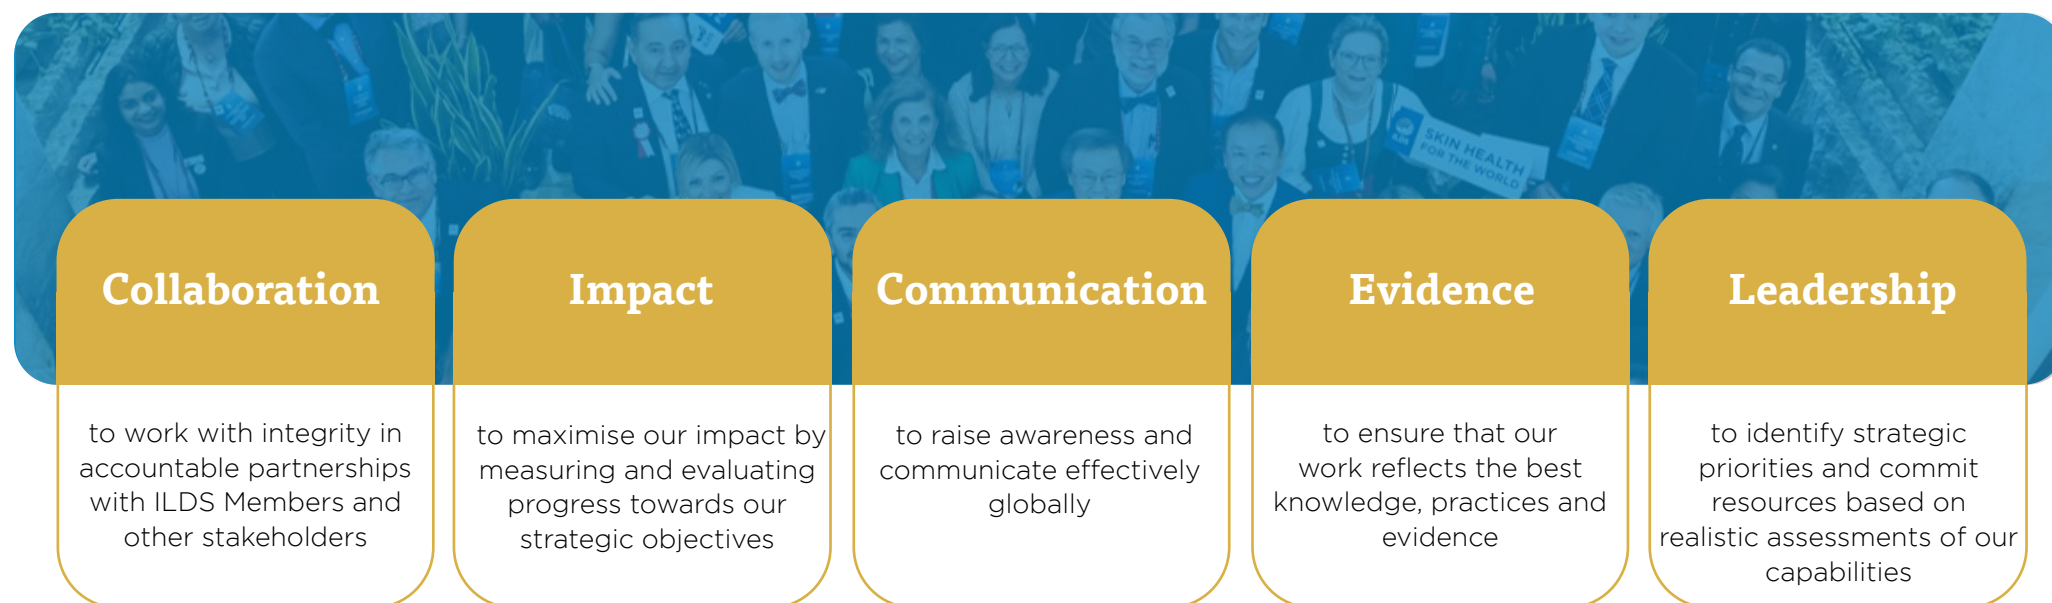 SKIN HEALTH
FOR THE WORLD
Collaboration
to work with integrity in
accountable partnerships
with ILDS Members and
other stakeholders
Impact
to maximise our impact by
measuring and evaluating
progress towards our
strategic objectives
Communication
to raise awareness and
communicate effectively
globally
Evidence
to ensure that our
work reflects the best
knowledge, practices and
evidence
Leadership
to identify strategic
priorities and commit
resources based on
realistic assessments of our
capabilities